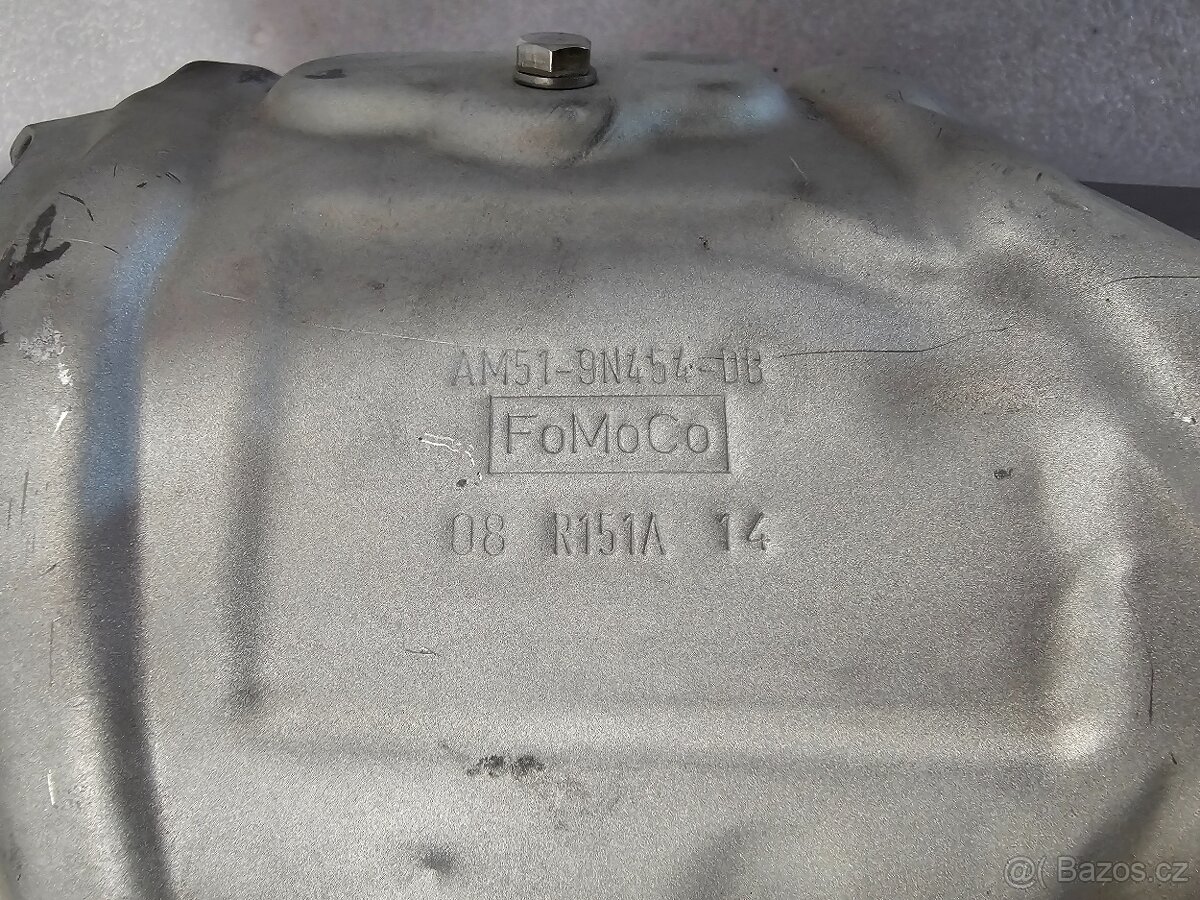 AM51-9N454-DB
FoMoCo
08 R151A 14
@( Bazos.cz